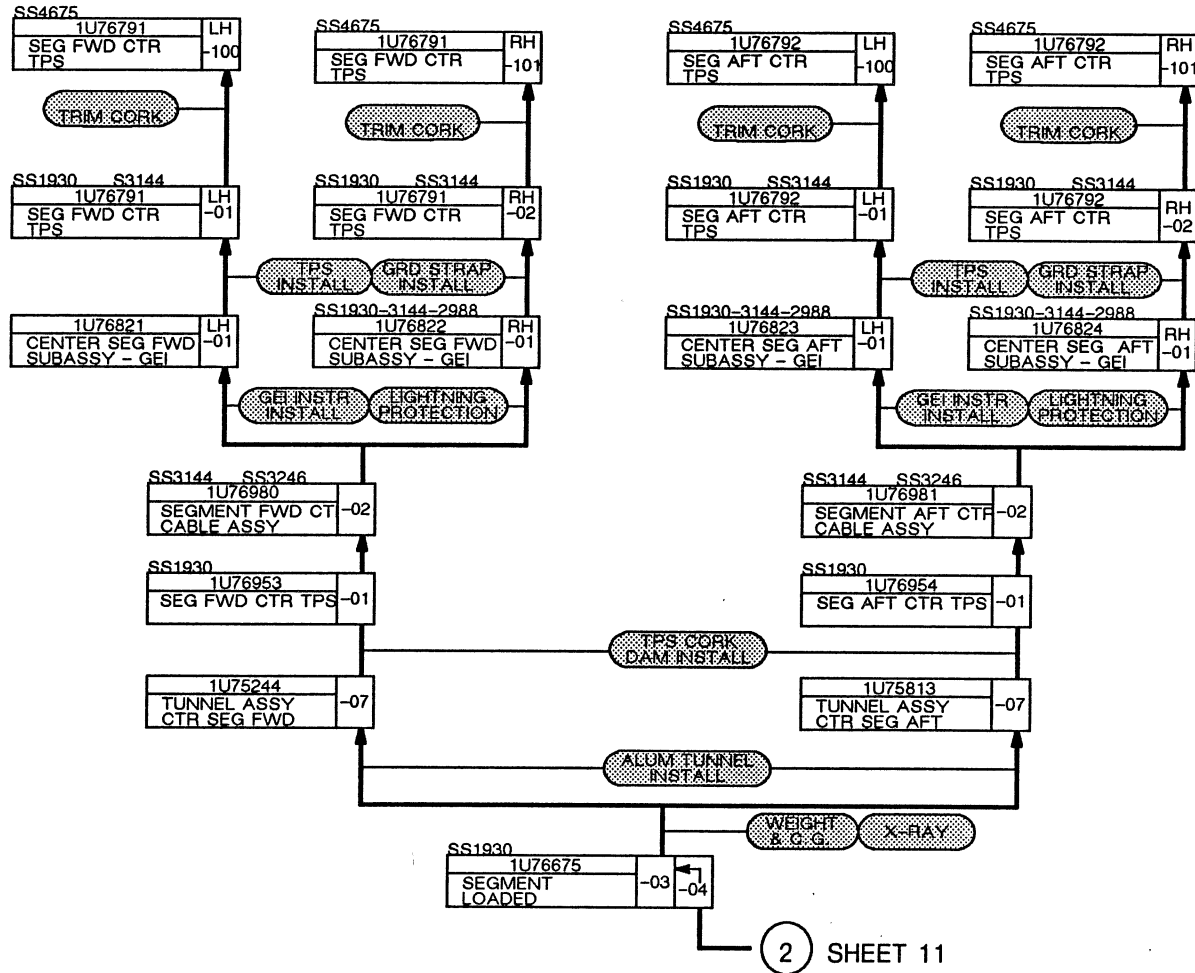 SS4675
1U76791
LH
SEG FWD CTR
TPS
-100
SS4675
1U76791
RH
SEG FWD CTR
TPS
-101
SS4675
1U76792
LH
SEG AFT CTR
TPS
-100
SS4675
1U76792
RH
SEG AFT CTR
TPS
-101
TRIM CORK
TRIM CORK
TRIM CORK
TRIM CORK
SS1930 S3144
1U76791
LH
SEG FWD CTR
TPS
-01
SS1930 SS3144
1U76791
RH
SEG FWD CTR
TPS
-02
SS1930 SS3144
1U76792
LH
SEG AFT CTR
TPS
-01
SS1930 SS3144
1U76792
RH
SEG AFT CTR
TPS
-02
TPS
INSTALL
GRD STRAP
INSTALL
TPS
INSTALL
GRD STRAP
INSTALL
1U76821
LH
CENTER SEG FWD
SUBASSY - GEI
-01
SS1930-3144-2988
1U76822
RH
CENTER SEG FWD
SUBASSY - GEI
-01
SS1930-3144-2988
1U76823
LH
CENTER SEG AFT
SUBASSY - GEI
-01
SS1930-3144-2988
1U76824
RH
CENTER SEG AFT
SUBASSY - GEI
-01
GEI INSTR
INSTALL
LIGHTNING
PROTECTION
GEI INSTR
INSTALL
LIGHTNING
PROTECTION
SS3144 SS3246
1U76980
SEGMENT FWD CT
CABLE ASSY
-02
SS3144 SS3246
1U76981
SEGMENT AFT CTR
CABLE ASSY
-02
SS1930
1U76953
SEG FWD CTR TPS
-01
SS1930
1U76954
SEG AFT CTR TPS
-01
TPS CORK
DAM INSTALL
1U75244
TUNNEL ASSY
CTR SEG FWD
-07
1U75813
TUNNEL ASSY
CTR SEG AFT
-07
ALUM TUNNEL
INSTALL
WEIGHT
& C.G.
X-RAY
SS1930
1U76675
SEGMENT
LOADED
-03
-04
2 SHEET 11